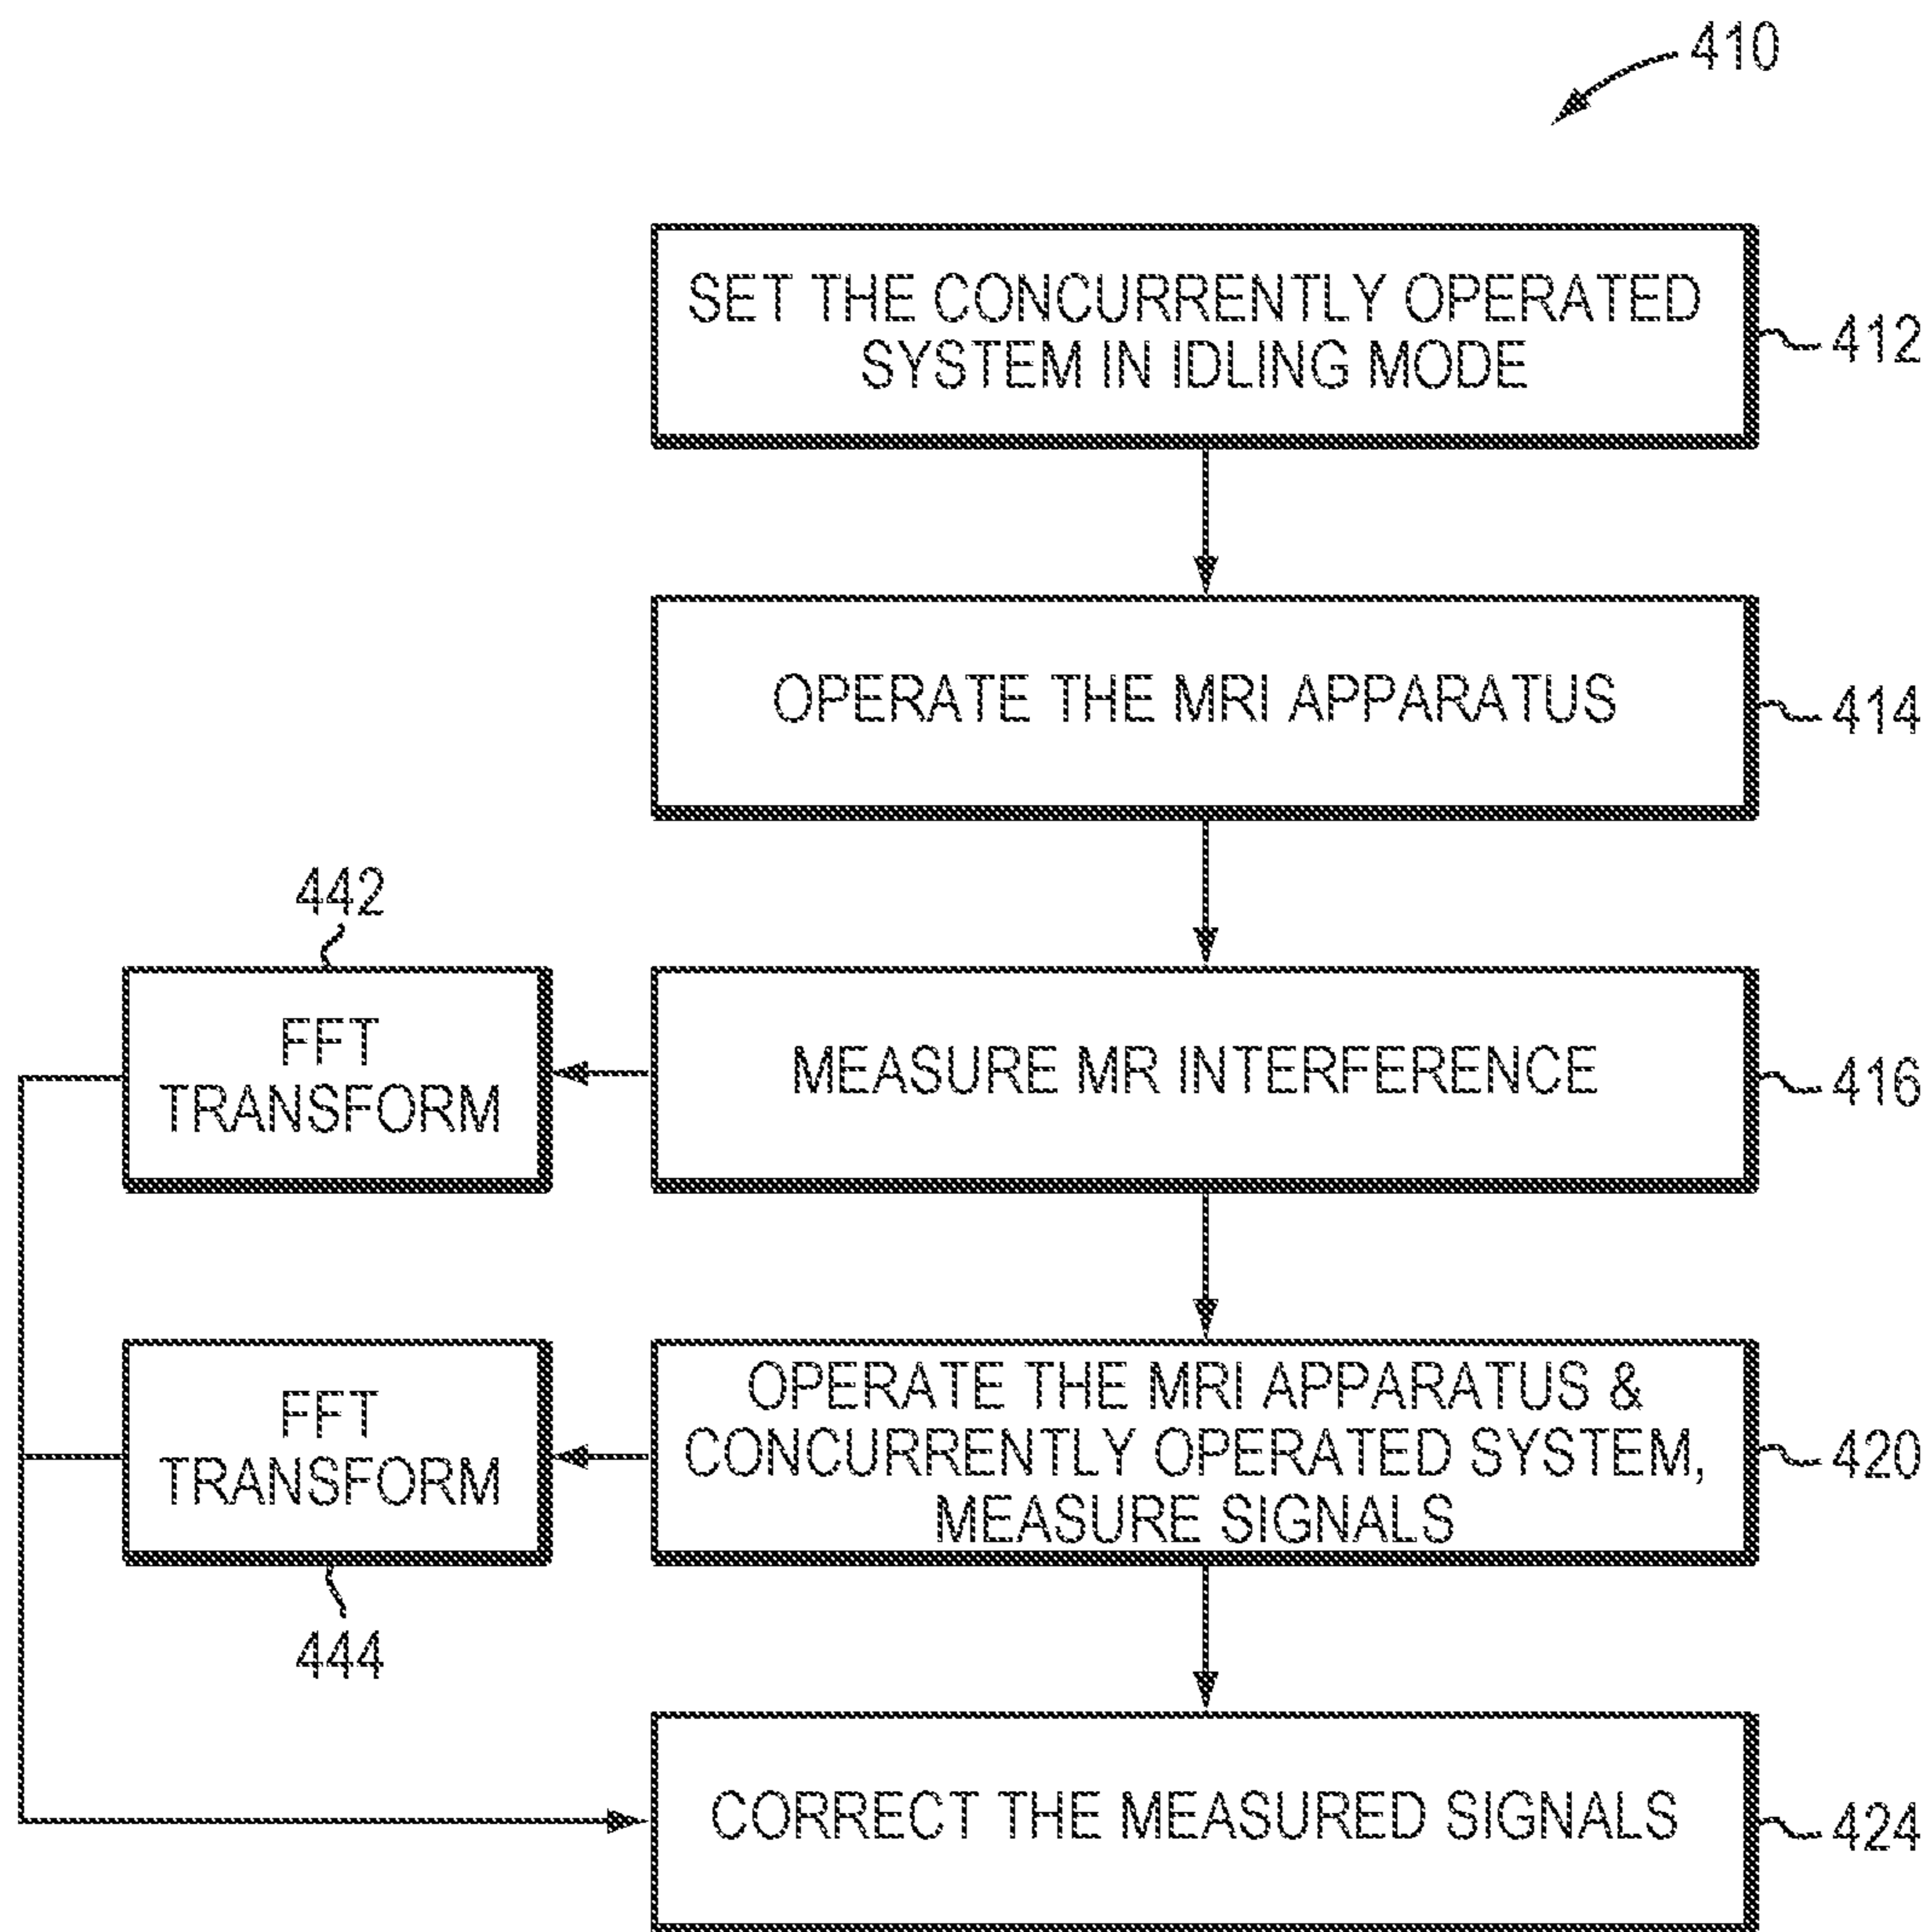 410
SET THE CONCURRENTLY OPERATED
SYSTEM IN IDLING MODE
412
OPERATE THE MRI APPARATUS
414
442
FFT
TRANSFORM
MEASURE MR INTERFERENCE
416
FFT
TRANSFORM
OPERATE THE MRI APPARATUS &
CONCURRENTLY OPERATED SYSTEM,
MEASURE SIGNALS
420
444
CORRECT THE MEASURED SIGNALS
424